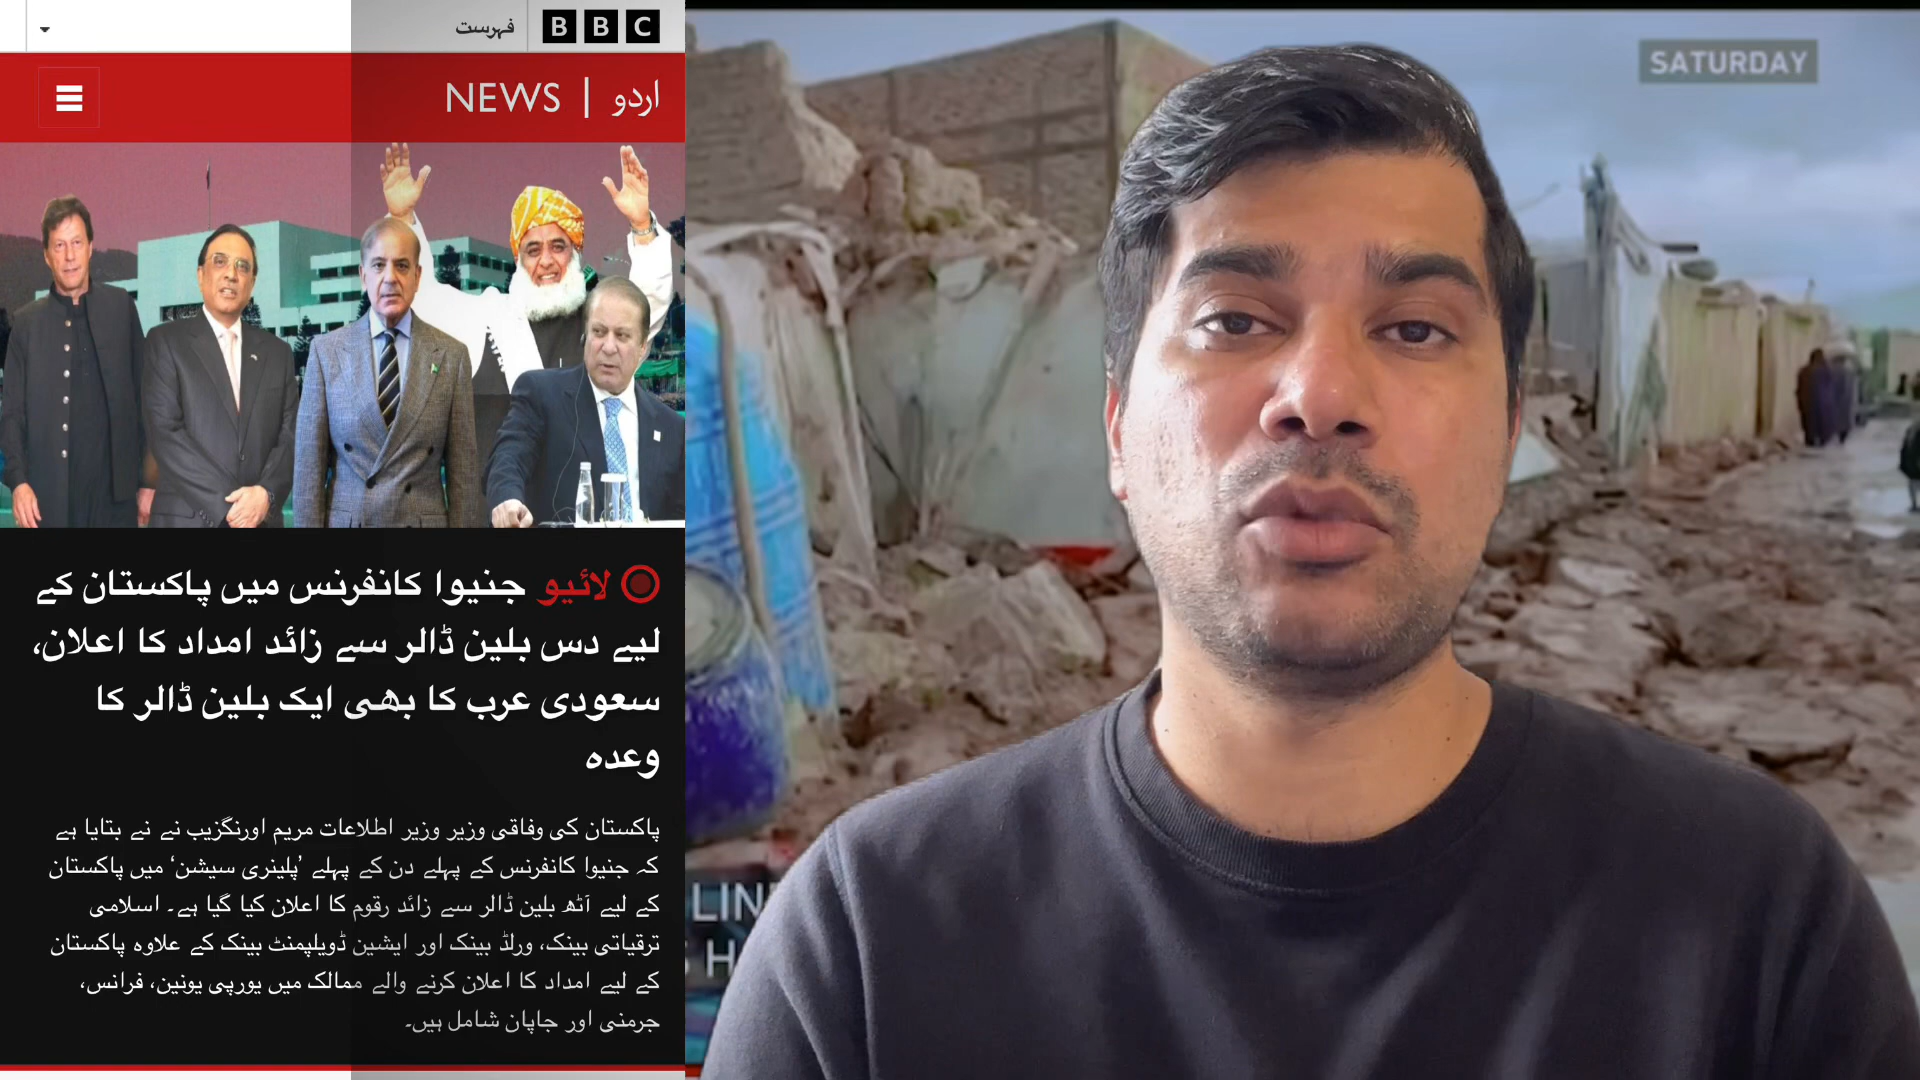 BBC
فہرست
NEWS | اردو
لائیو جنیوا کانفرنس میں پاکستان کے
لیے دس بلین ڈالر سے زائد امداد کا اعلان،
سعودی عرب کا بھی ایک بلین ڈالر کا
وعدہ
پاکستان کی وفاقی وزیر وزیر اطلاعات مریم اورنگزیب نے نے بتایا ہے
کہ جنیوا کانفرنس کے پہلے دن کے پہلے ’پلینری سیشن‘ میں پاکستان
کے لیے آٹھ بلین ڈالر سے زائد رقوم کا اعلان کیا گیا ہے۔ اسلامی
ترقیاتی بینک، ورلڈ بینک اور ایشین ڈویلپمنٹ بینک کے علاوہ پاکستان
کے لیے امداد کا اعلان کرنے والے ممالک میں یورپی یونین، فرانس،
جرمنی اور جاپان شامل ہیں۔
SATURDAY